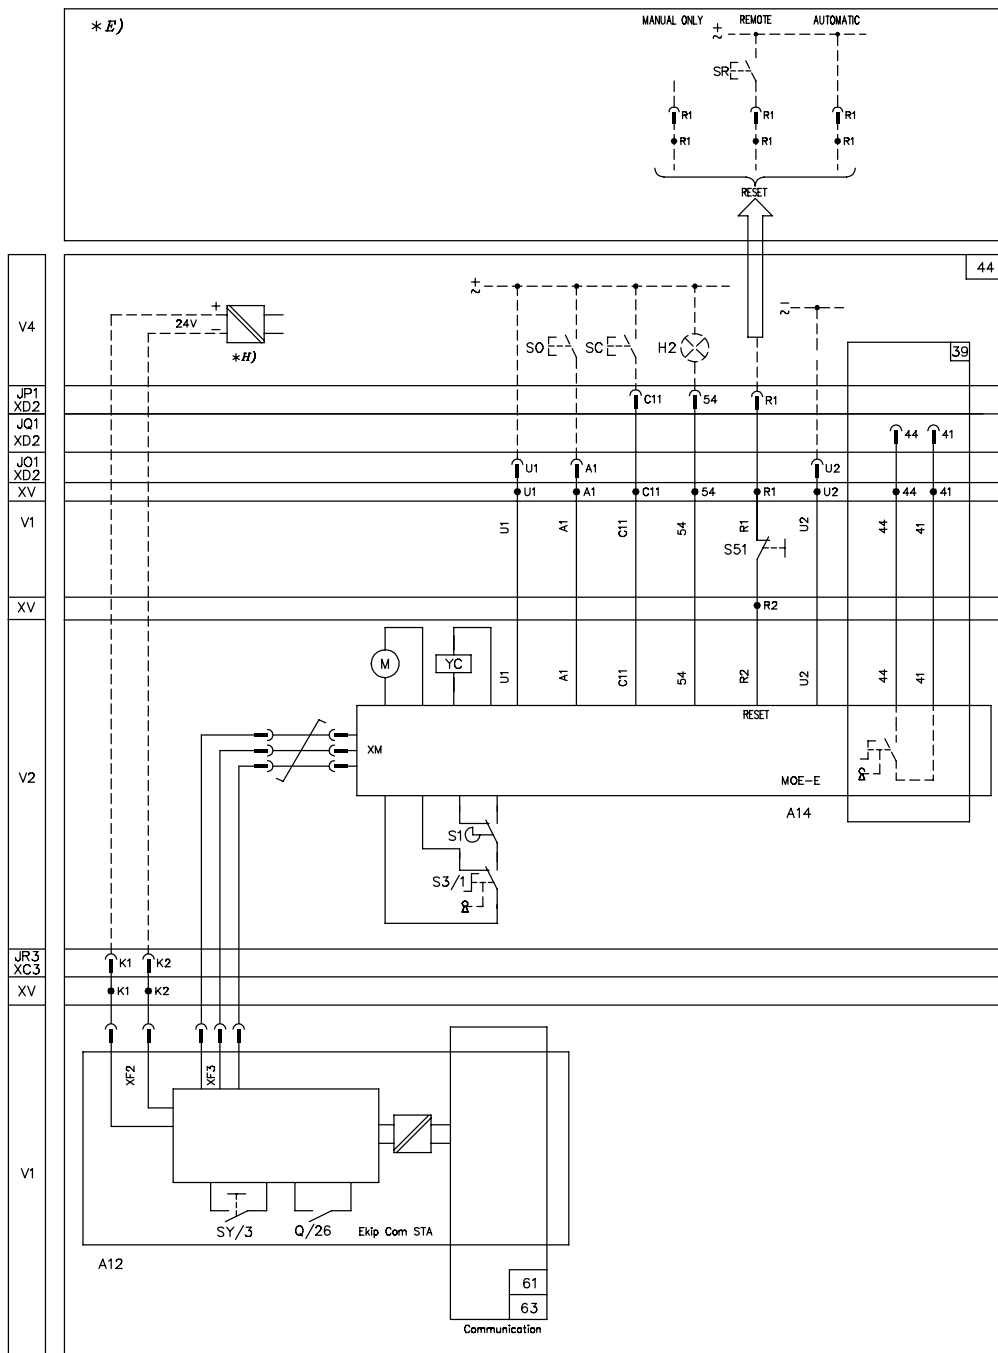 *E)
MANUAL ONLY REMOTE AUTOMATIC
+
~
SR
R1 R1 R1
R1 R1 R1
RESET
44
V4
+
24V
−
*H)
+
~
−
~
SO SC H2
39
JP1
XD2
C11 54 R1
JQ1
XD2
44 41
JO1
XD2
U1 A1 U2
XV
U1 A1 C11 54 R1 U2 44 41
V1
U1 A1 C11 54 R1 U2 44 41
S51
XV
R2
M YC
U1 A1 C11 54 R2 U2 44 41
RESET
XM
V2
MOE-E
A14
S1
S3/1
JR3
XC3
K1 K2
XV
K1 K2
XF2 XF3
V1
SY/3 Q/26 Ekip Com STA
A12
61
63
Communication